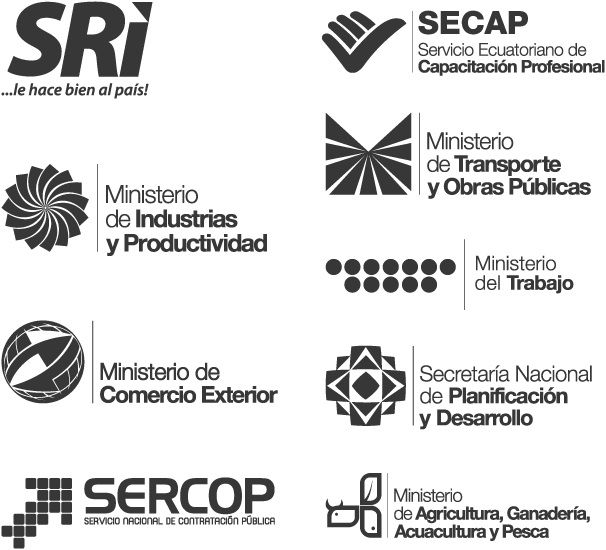 SRi
...le hace bien al país!
SECAP
Servicio Ecuatoriano de
Capacitación Profesional
Ministerio
de Industrias
y Productividad
Ministerio
de Transporte
y Obras Públicas
Ministerio
del Trabajo
Ministerio de
Comercio Exterior
Secretaría Nacional
de Planificación
y Desarrollo
SERCOP
SERVICIO NACIONAL DE CONTRATACIÓN PÚBLICA
Ministerio
de Agricultura, Ganadería,
Acuacultura y Pesca